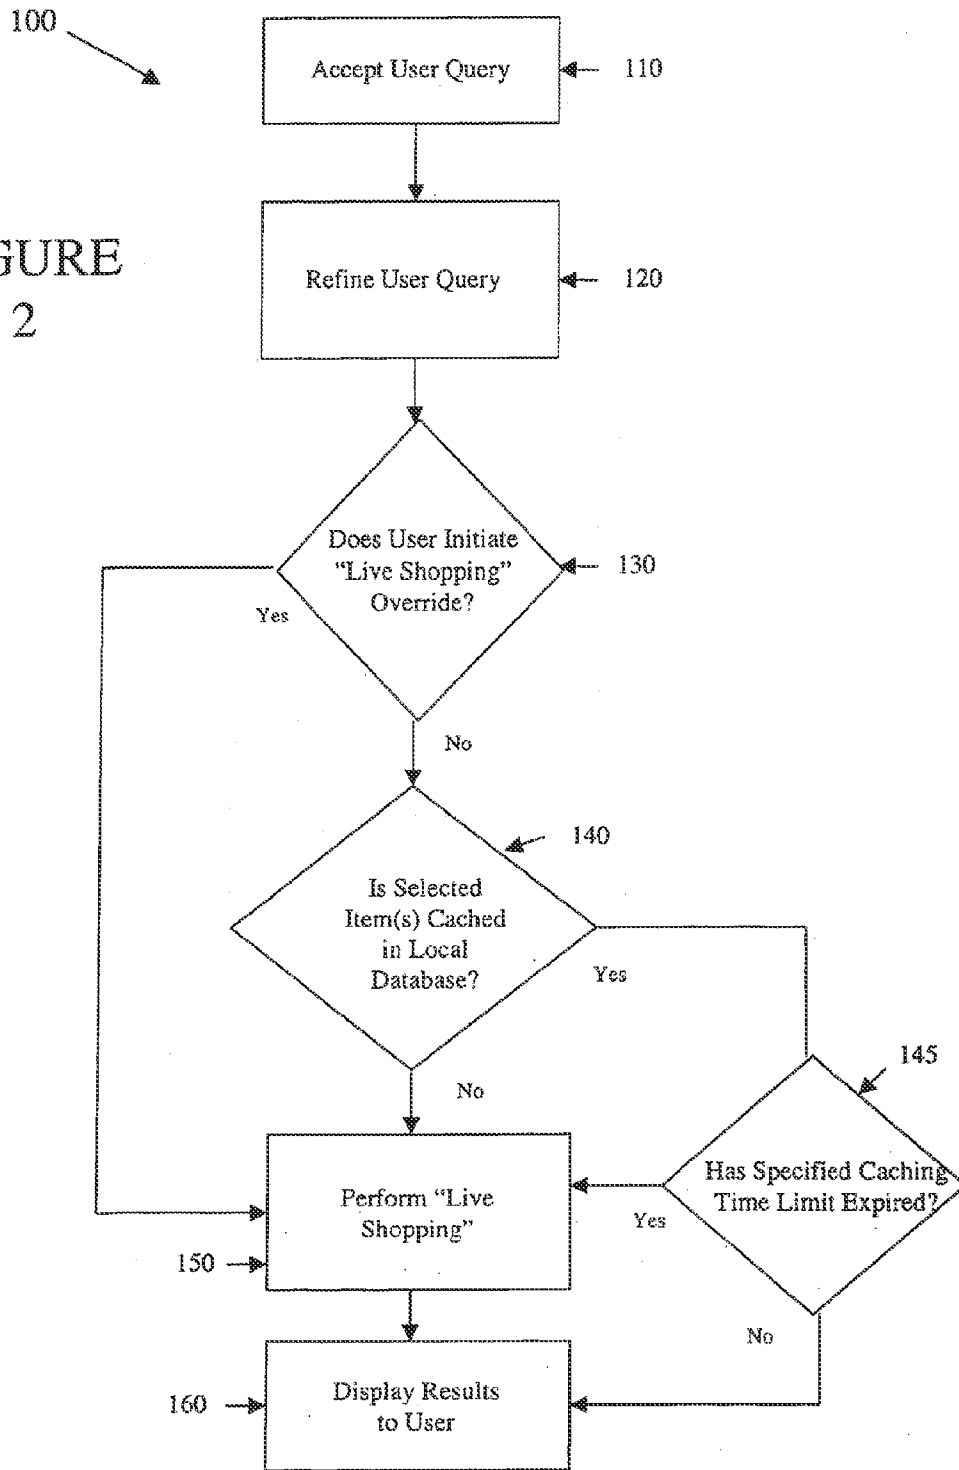 100
Accept User Query
110
GURE
2
Refine User Query
120
Does User Initiate
“Live Shopping”
Override?
130
Yes
No
140
Is Selected
Item(s) Cached
in Local
Database?
Yes
No
145
Has Specified Caching
Time Limit Expired?
Yes
No
Perform “Live
Shopping”
150
Display Results
to User
160